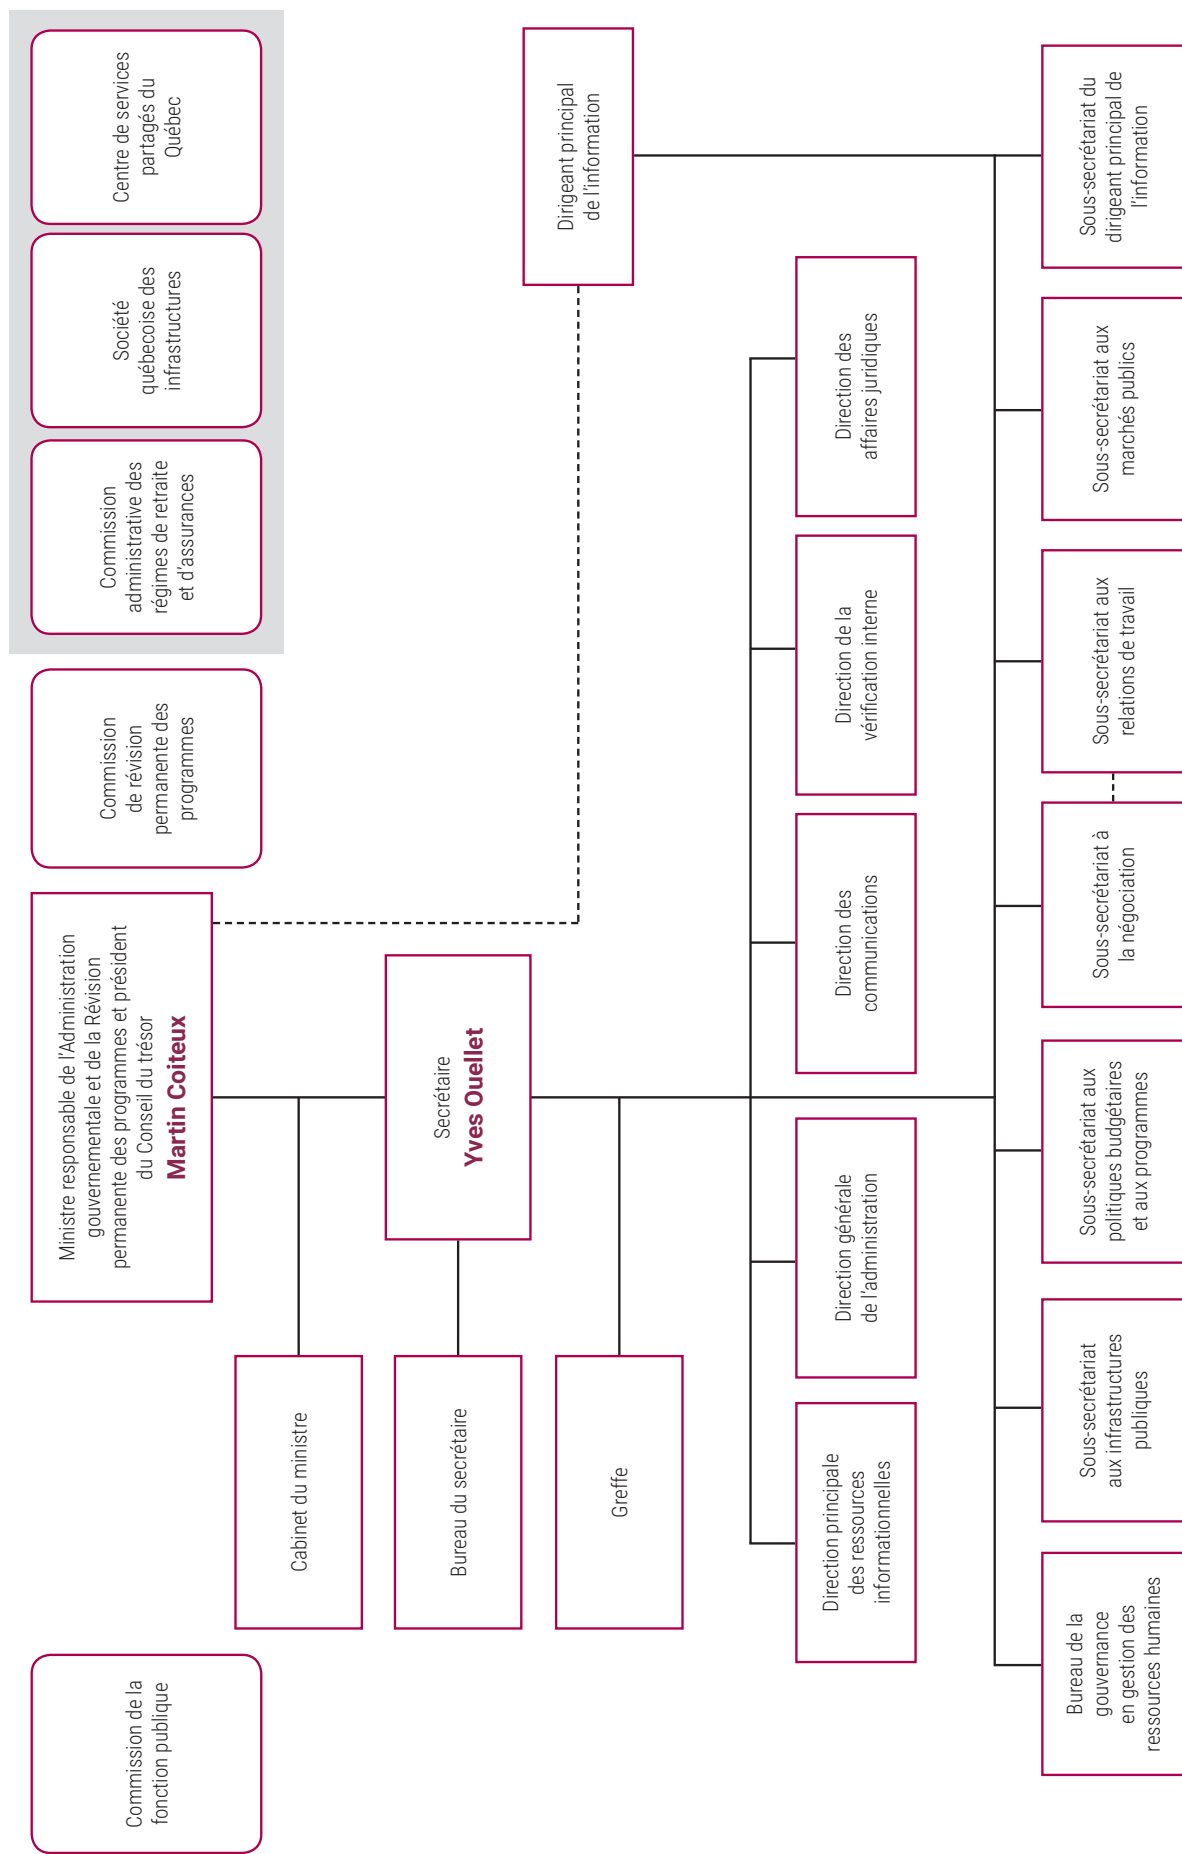 Commission de la
fonction publique
Ministre responsable de l'Administration
gouvernementale et de la Révision
permanente des programmes et président
du Conseil du trésor
Martin Coiteux
Commission
de révision
permanente des
programmes
Commission
administrative des
régimes de retraite
et d'assurances
Société
québecoise des
infrastructures
Centre de services
partagés du
Québec
Cabinet du ministre
Secrétaire
Yves Ouellet
Bureau du secrétaire
Dirigeant principal
de l'information
Greffe
Direction principale
des ressources
informationnelles
Direction générale
de l'administration
Direction des
communications
Direction de la
vérification interne
Direction des
affaires juridiques
Bureau de la
gouvernance
en gestion des
ressources humaines
Sous-secrétariat
aux infrastructures
publiques
Sous-secrétariat aux
politiques budgétaires
et aux programmes
Sous-secrétariat à
la négociation
Sous-secrétariat aux
relations de travail
Sous-secrétariat aux
marchés publics
Sous-secrétariat du
dirigeant principal de
l'information